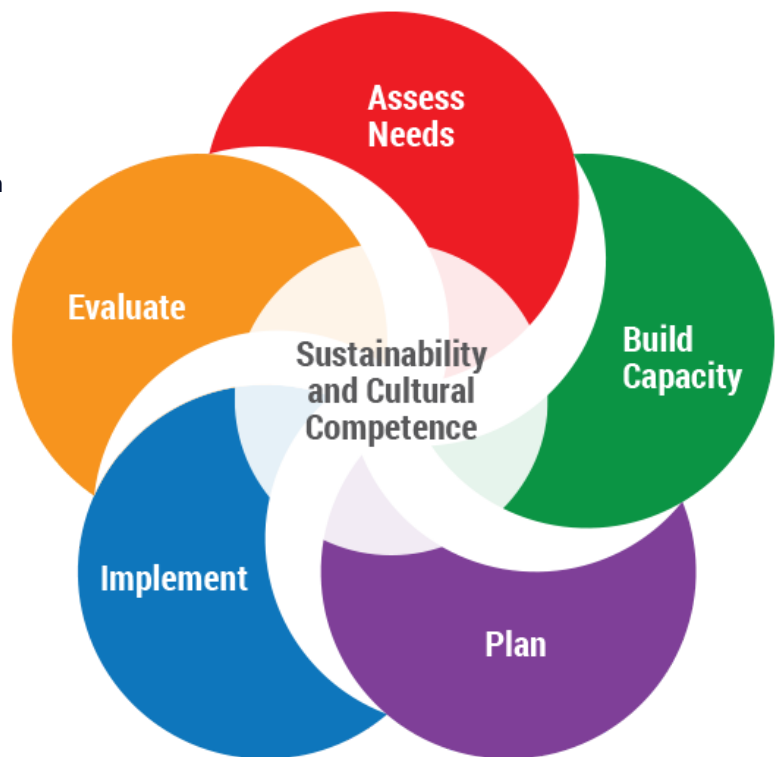 Assess
Needs
Build
Capacity
Plan
Implement
Evaluate
Sustainability
and Cultural
Competence